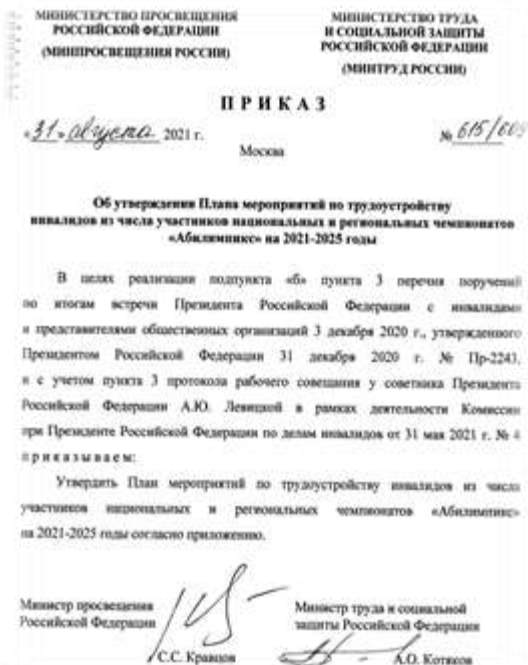 МИНИСТЕРСТВО ПРОСВЕЩЕНИЯ
РОССИЙСКОЙ ФЕДЕРАЦИИ
(МИНПРОСВЕЩЕНИЯ РОССИИ)
МИНИСТЕРСТВО ТРУДА
И СОЦИАЛЬНОЙ ЗАЩИТЫ
РОССИЙСКОЙ ФЕДЕРАЦИИ
(МИНТРУД РОССИИ)
ПРИКАЗ
«31» августа 2021 г.
№ 615/609
Москва
Об утверждении Плана мероприятий по трудоустройству
инвалидов из числа участников национальных и региональных чемпионатов
«Абилимпикс» на 2021-2025 годы
В целях реализации подпункта «б» пункта 3 перечня поручений
по итогам встречи Президента Российской Федерации с инвалидами
и представителями общественных организаций 3 декабря 2020 г., утвержденного
Президентом Российской Федерации 31 декабря 2020 г. № Пр-2243,
и с учетом пункта 3 протокола рабочего совещания у советника Президента
Российской Федерации А.Ю. Левицкой в рамках деятельности Комиссии
при Президенте Российской Федерации по делам инвалидов от 31 мая 2021 г. №
приказываем:
Утвердить План мероприятий по трудоустройству инвалидов из числа
участников национальных и региональных чемпионатов «Абилимпикс»
на 2021-2025 годы согласно приложению.
Министр просвещения
Российской Федерации
С.С. Кравцов
Министр труда и социальной
защиты Российской Федерации
А.О. Котяков